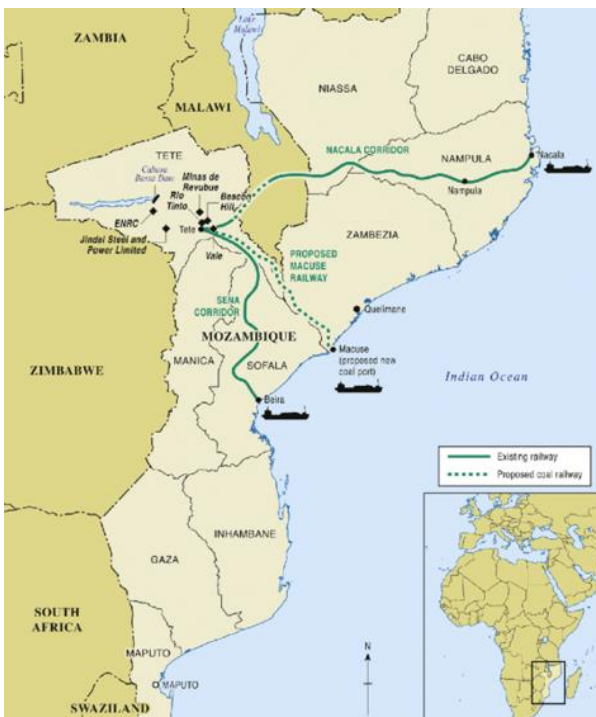 ZAMBIA
Lake
Malawi
CABO
DELGADO
NIASSA
MALAWI
NACALA CORRIDOR
TETE
NAMPULA
Nacala
Cahora
Bassa Dam
Minas de
Revubue
Rio
Tinto
Beacon
Hill
Nampula
ENRC
Tete
ZAMBEZIA
Jindal Steel and
Power Limited
Vale
PROPOSED
MACUSE
RAILWAY
SENA
CORRIDOR
Quelimane
MOZAMBIQUE
MANICA
SOFALA
Macuse
(proposed new
coal port)
ZIMBABWE
Indian Ocean
Beira
Existing railway
Proposed coal railway
INHAMBANE
GAZA
SOUTH
AFRICA
MAPUTO
N
MAPUTO
SWAZILAND